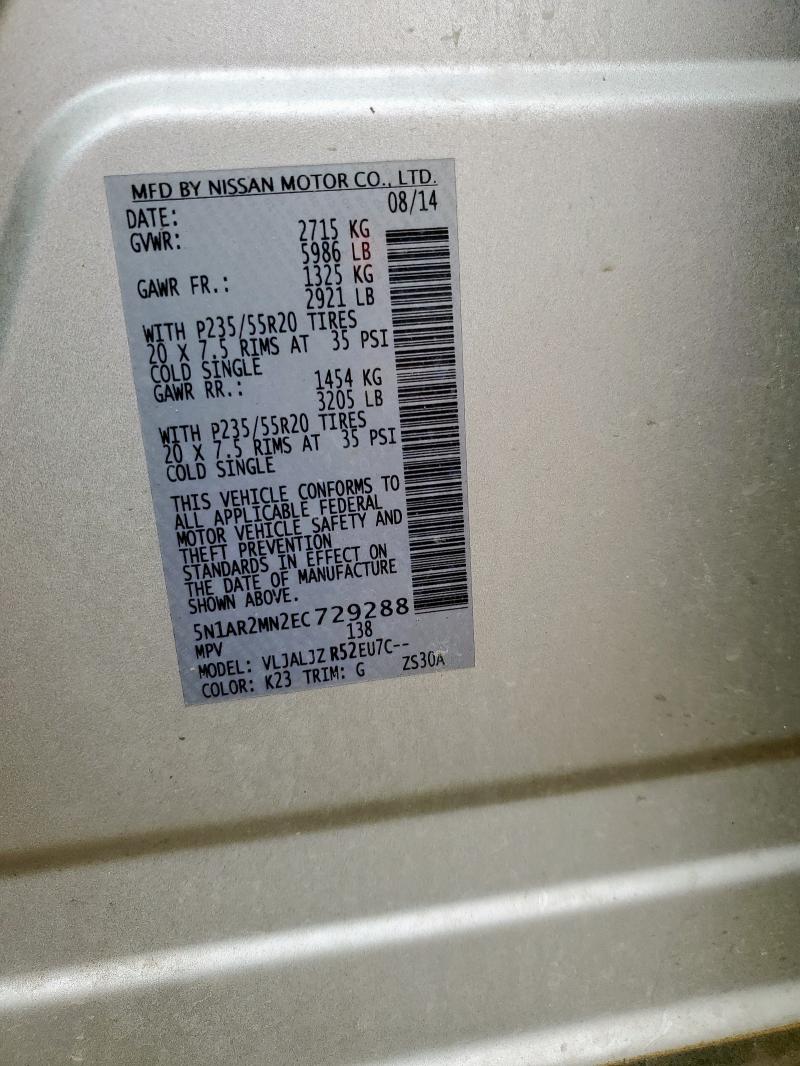 MFD BY NISSAN MOTOR CO., LTD.
DATE: 08/14
GVWR: 2715 KG
5986 LB
GAWR FR.: 1325 KG
2921 LB
WITH P235/55R20 TIRES
20 X 7.5 RIMS AT 35 PSI
COLD SINGLE
GAWR RR.: 1454 KG
3205 LB
WITH P235/55R20 TIRES
20 X 7.5 RIMS AT 35 PSI
COLD SINGLE
THIS VEHICLE CONFORMS TO
ALL APPLICABLE FEDERAL
MOTOR VEHICLE SAFETY AND
THEFT PREVENTION
STANDARDS IN EFFECT ON
THE DATE OF MANUFACTURE
SHOWN ABOVE.
5N1AR2MN2EC729288
MPV 138
MODEL: VLJALJZ R52EU7C--
COLOR: K23 TRIM: G ZS30A